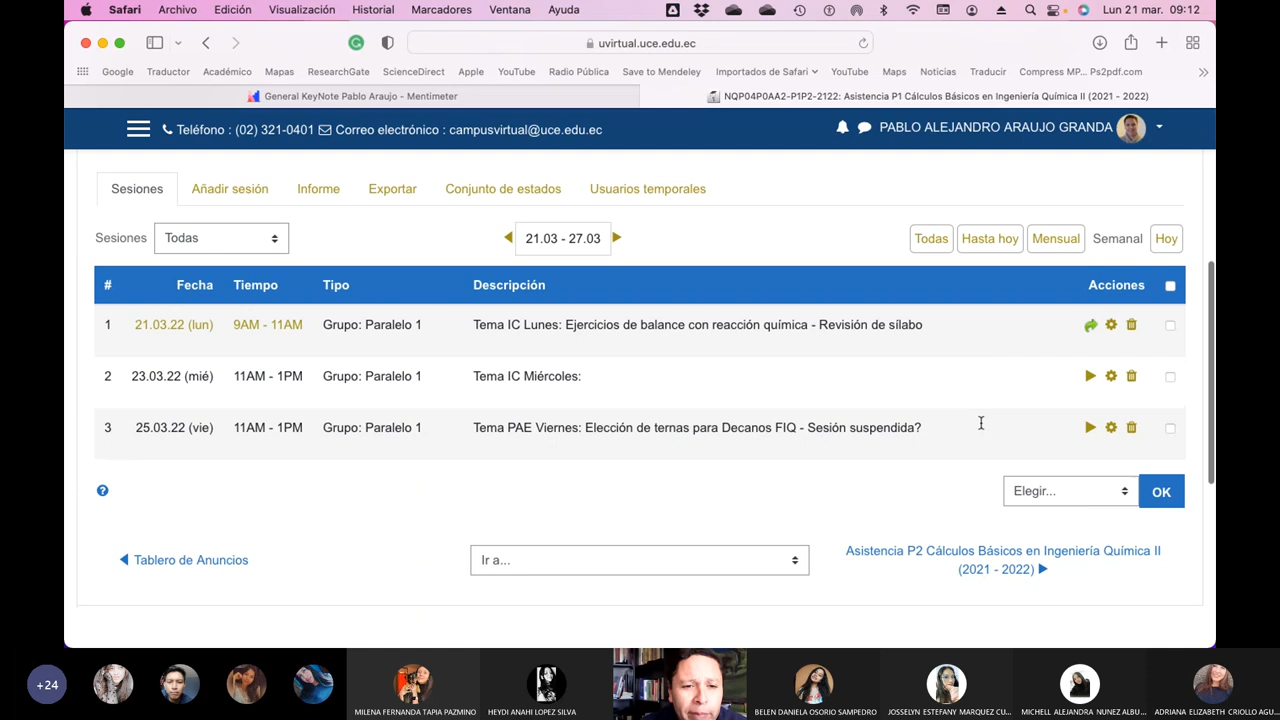 Safari Archivo Edición Visualización Historial Marcadores Ventana Ayuda Lun 21 mar. 09:12
uvirtual.uce.edu.ec
Google Traductor Académico Mapas ResearchGate ScienceDirect Apple YouTube Radio Pública Save to Mendeley Importados de Safari YouTube Maps Noticias Traducir Compress MP... Ps2pdf.com
General KeyNote Pablo Araujo - Mentimeter NQP04P0AA2-P1P2-2122: Asistencia P1 Cálculos Básicos en Ingeniería Química II (2021 - 2022)
Teléfono : (02) 321-0401 Correo electrónico : campusvirtual@uce.edu.ec PABLO ALEJANDRO ARAUJO GRANDA
Sesiones Añadir sesión Informe Exportar Conjunto de estados Usuarios temporales
Sesiones Todas 21.03 - 27.03 Todas Hasta hoy Mensual Semanal Hoy
# Fecha Tiempo Tipo Descripción Acciones
1 21.03.22 (lun) 9AM - 11AM Grupo: Paralelo 1 Tema IC Lunes: Ejercicios de balance con reacción química - Revisión de sílabo
2 23.03.22 (mié) 11AM - 1PM Grupo: Paralelo 1 Tema IC Miércoles:
3 25.03.22 (vie) 11AM - 1PM Grupo: Paralelo 1 Tema PAE Viernes: Elección de ternas para Decanos FIQ - Sesión suspendida?
Elegir... OK
Tablero de Anuncios Ir a... Asistencia P2 Cálculos Básicos en Ingeniería Química II
(2021 - 2022)
+24 MILENA FERNANDA TAPIA PAZMINO HEYDI ANAHI LOPEZ SILVA BELEN DANIELA OSORIO SAMPEDRO JOSSELYN ESTEFANY MARQUEZ CU... MICHELL ALEJANDRA NUNEZ ALBU... ADRIANA ELIZABETH CRIOLLO AGU...